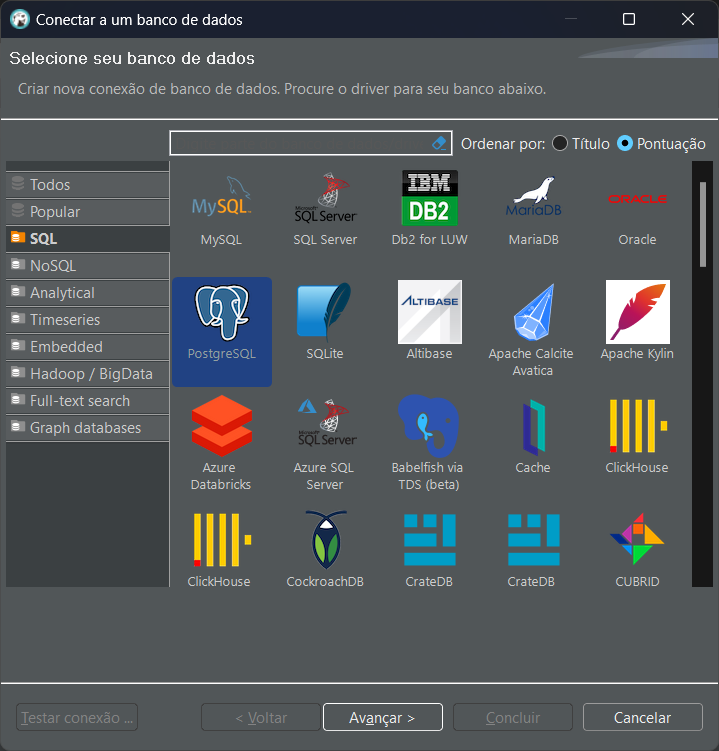 Conectar a um banco de dados
Selecione seu banco de dados
Criar nova conexão de banco de dados. Procure o driver para seu banco abaixo.
Ordenar por: Título Pontuação
Todos
Popular
SQL
NoSQL
Analytical
Timeseries
Embedded
Hadoop / BigData
Full-text search
Graph databases
MySQL
Microsoft
SQL Server
IBM
DB2
MariaDB
ORACLE
MySQL
SQL Server
Db2 for LUW
MariaDB
Oracle
ALTIBASE
PostgreSQL
SQLite
Altibase
Apache Calcite
Avatica
Apache Kylin
Microsoft
SQL Server
Azure
Databricks
Azure SQL
Server
Babelfish via
TDS (beta)
Cache
ClickHouse
ClickHouse
CockroachDB
CrateDB
CrateDB
CUBRID
Testar conexão ...
< Voltar
Avançar >
Concluir
Cancelar